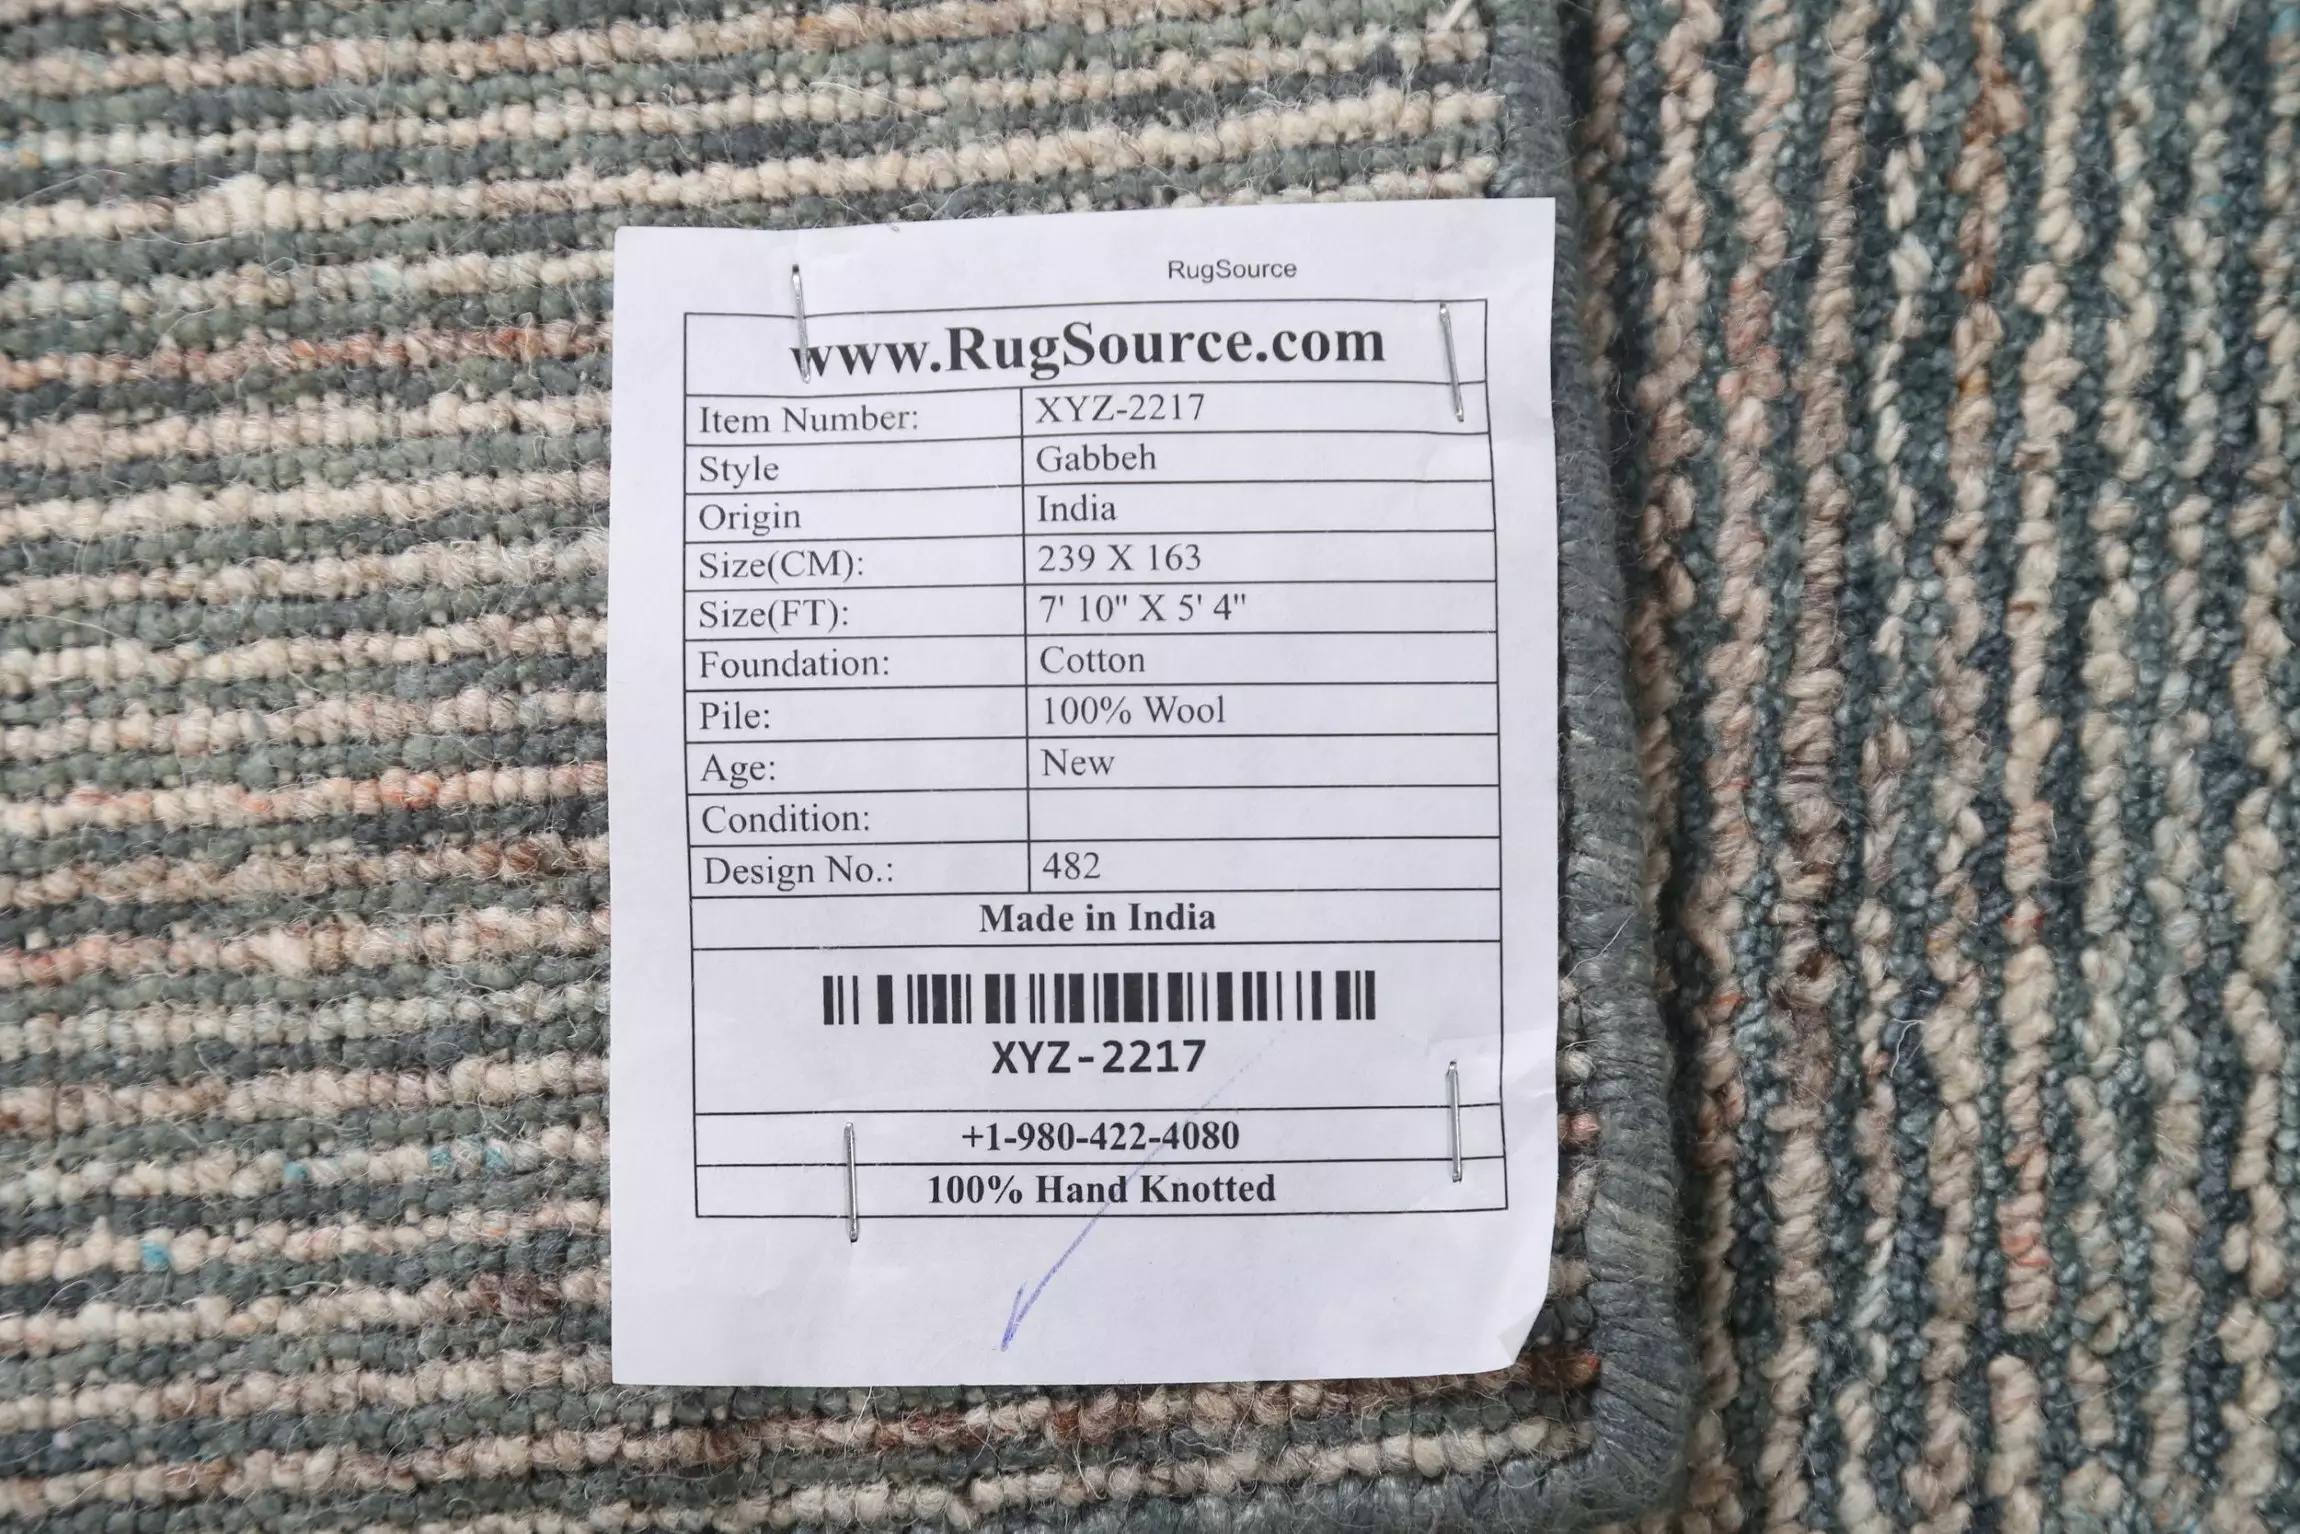 RugSource
www.RugSource.com
Item Number: XYZ-2217
Style Gabbeh
Origin India
Size(CM): 239 X 163
Size(FT): 7' 10" X 5' 4"
Foundation: Cotton
Pile: 100% Wool
Age: New
Condition:
Design No.: 482
Made in India
XYZ-2217
+1-980-422-4080
100% Hand Knotted